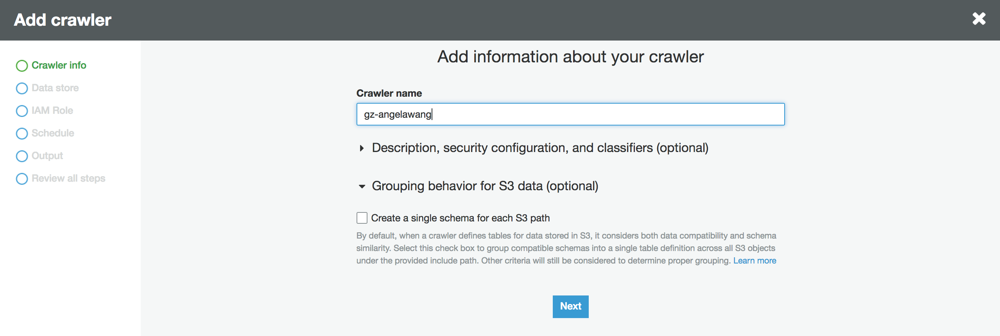 Add crawler
Crawler info
Data store
IAM Role
Schedule
Output
Review all steps
Add information about your crawler
Crawler name
gz-angelawang
Description, security configuration, and classifiers (optional)
Grouping behavior for S3 data (optional)
Create a single schema for each S3 path
By default, when a crawler defines tables for data stored in S3, it considers both data compatibility and schema
similarity. Select this check box to group compatible schemas into a single table definition across all S3 objects
under the provided include path. Other criteria will still be considered to determine proper grouping. Learn more
Next